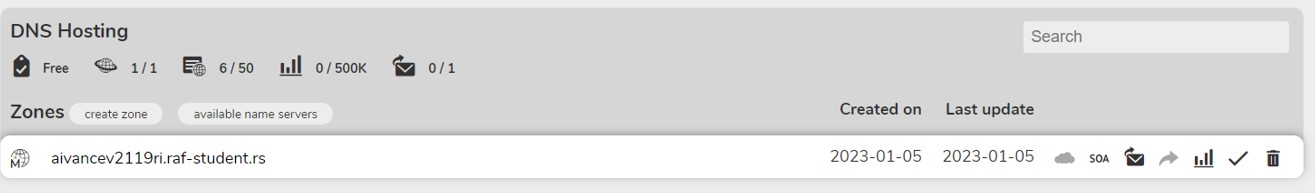 DNS Hosting
Search
Free 1 / 1 6 / 50 0 / 500K 0 / 1
Zones create zone available name servers Created on Last update
M aivancev2119ri.raf-student.rs 2023-01-05 2023-01-05 SOA